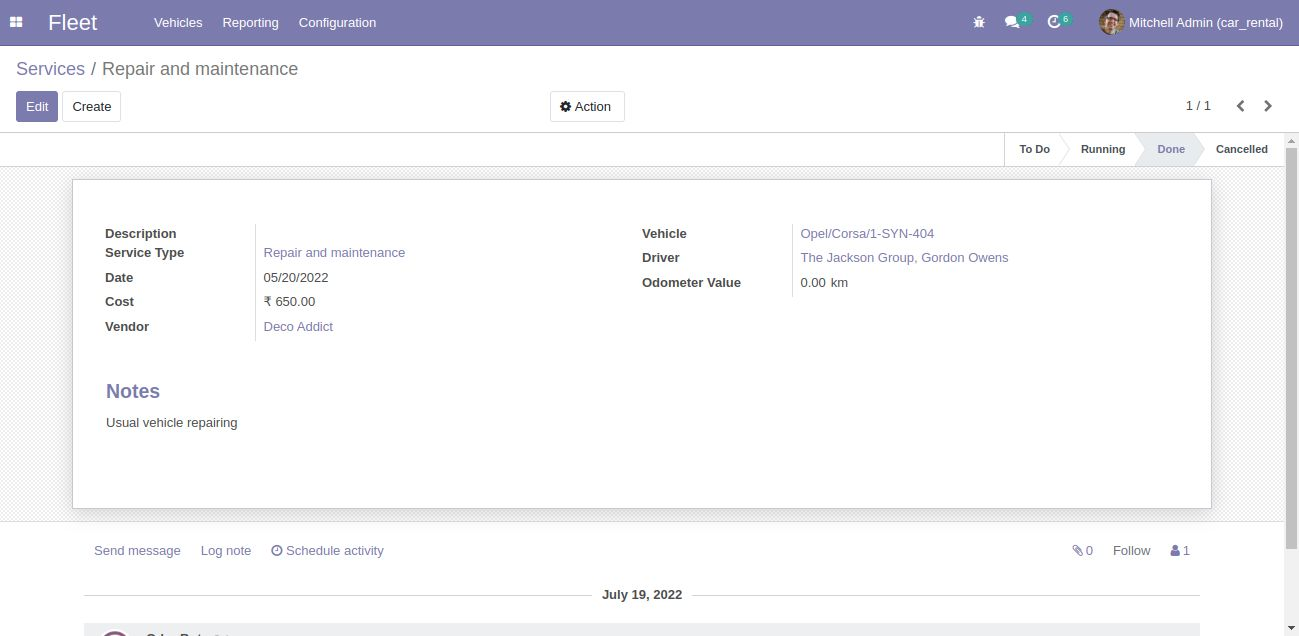 Fleet Vehicles Reporting Configuration 4 6 Mitchell Admin (car_rental)
Services / Repair and maintenance
Edit Create Action 1 / 1
To Do Running Done Cancelled
Description Vehicle Opel/Corsa/1-SYN-404
Service Type Repair and maintenance Driver The Jackson Group, Gordon Owens
Date 05/20/2022 Odometer Value 0.00 km
Cost ₹ 650.00
Vendor Deco Addict
Notes
Usual vehicle repairing
Send message Log note Schedule activity 0 Follow 1
July 19, 2022